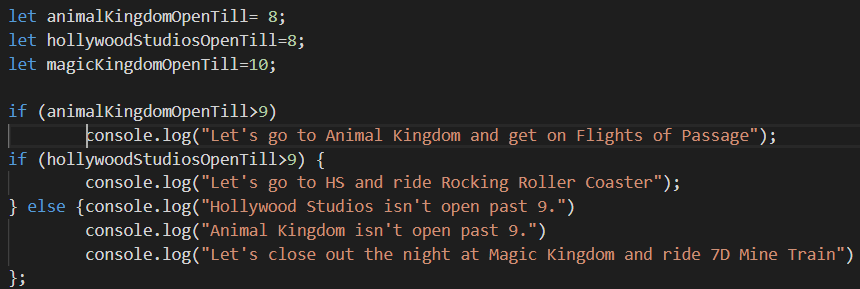 let animalKingdomOpenTill= 8;
let hollywoodStudiosOpenTill=8;
let magicKingdomOpenTill=10;

if (animalKingdomOpenTill>9)
        console.log("Let's go to Animal Kingdom and get on Flights of Passage");
if (hollywoodStudiosOpenTill>9) {
        console.log("Let's go to HS and ride Rocking Roller Coaster");
} else {console.log("Hollywood Studios isn't open past 9.")
        console.log("Animal Kingdom isn't open past 9.")
        console.log("Let's close out the night at Magic Kingdom and ride 7D Mine Train")
};